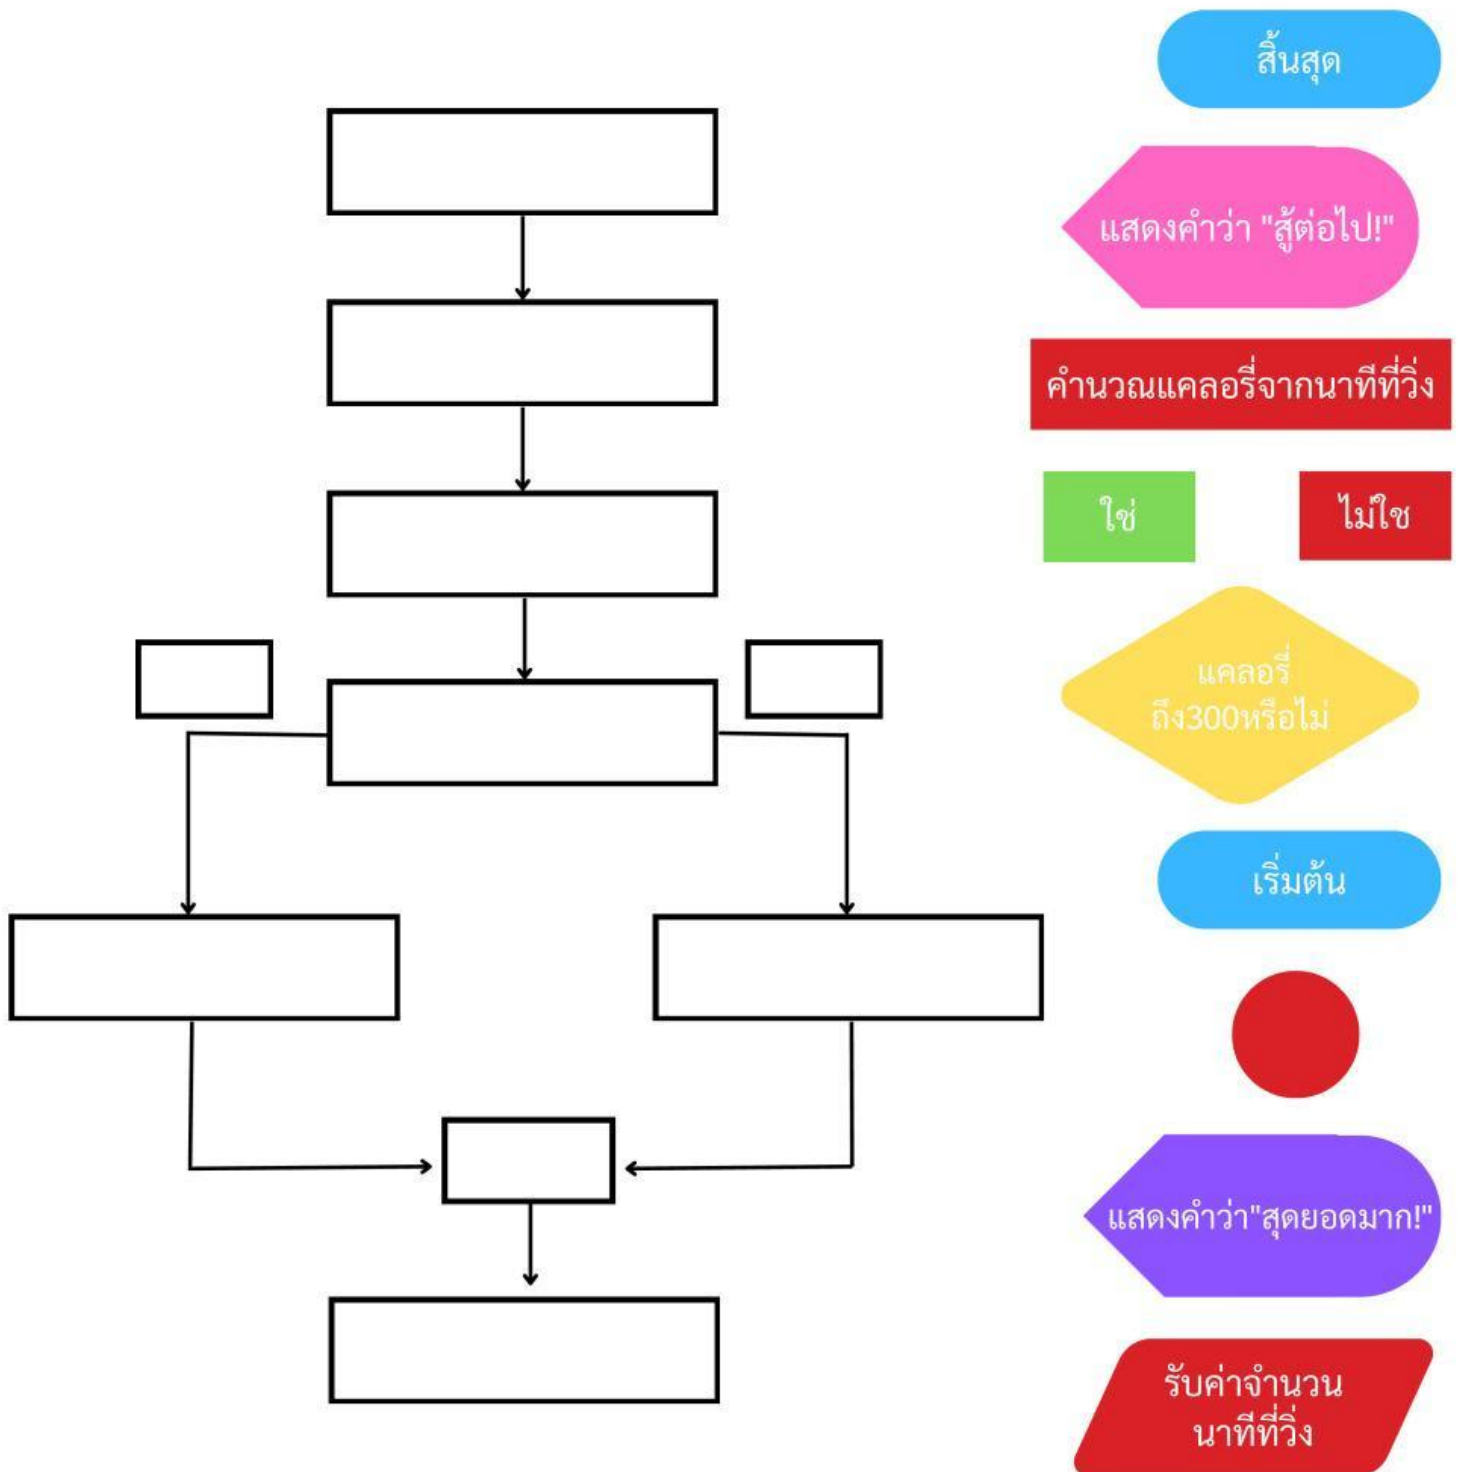 สิ้นสุด
แสดงคำว่า "สู้ต่อไป!"
คำนวณแคลอรี่จากนาทีที่วิ่ง
ใช่
ไม่ใช
แคลอรี่
ถึง300หรือไม่
เริ่มต้น
แสดงคำว่า"สุดยอดมาก!"
รับค่าจำนวน
นาทีที่วิ่ง